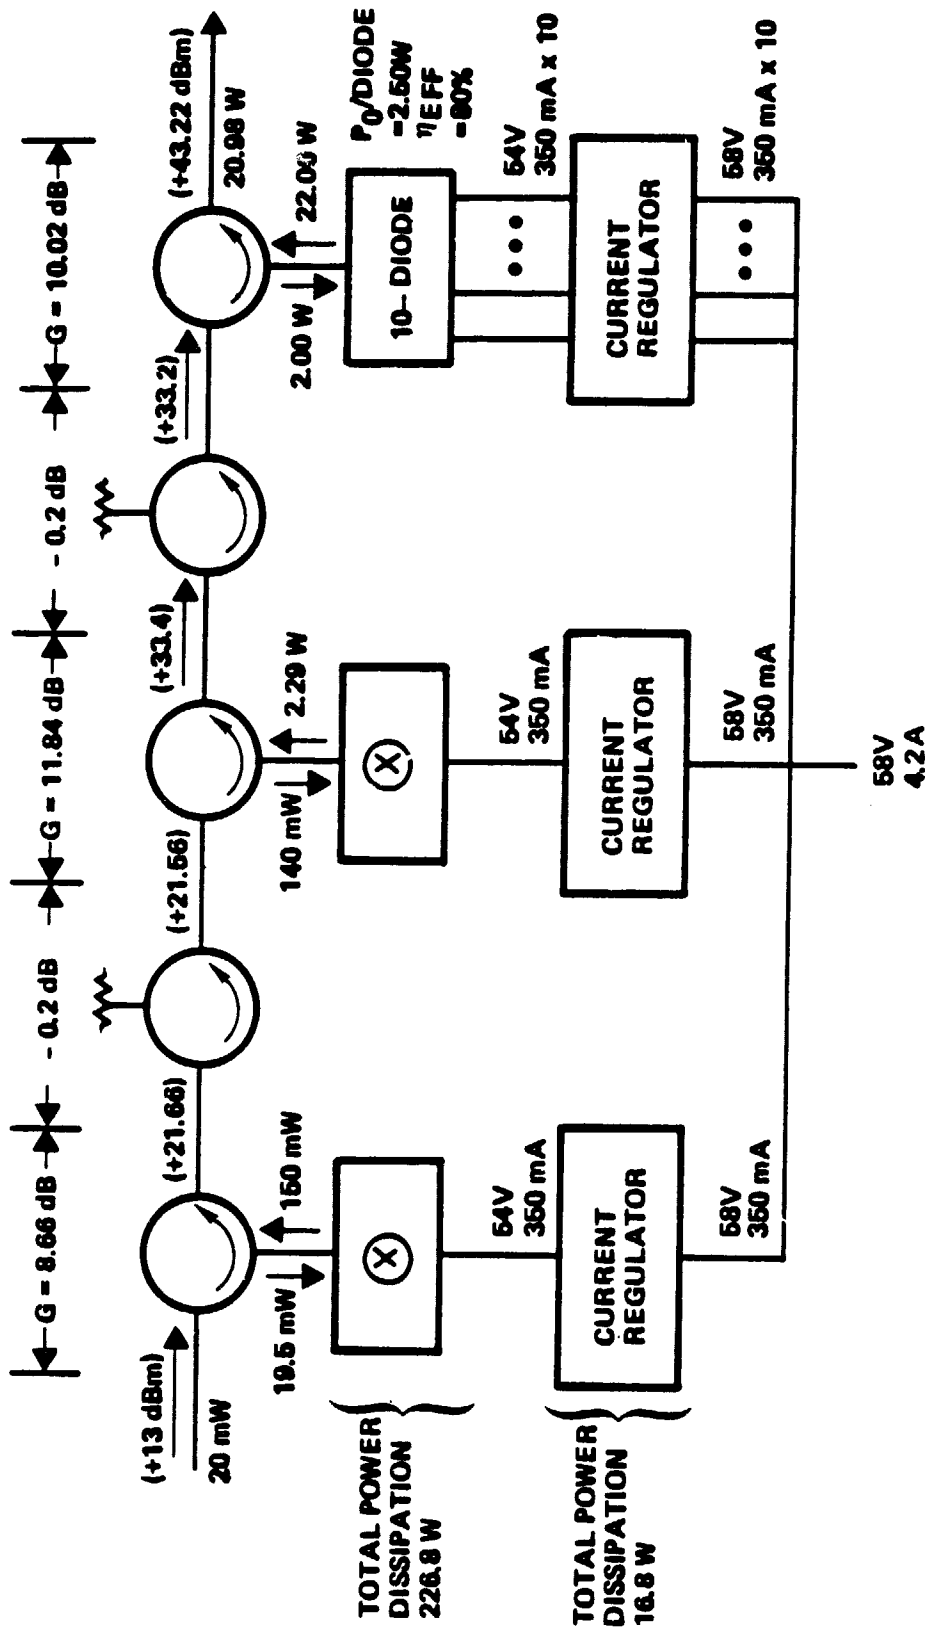 G = 8.66 dB
- 0.2 dB
G = 11.84 dB
- 0.2 dB
G = 10.02 dB
(+13 dBm)
20 mW
(+21.66)
(+21.56)
(+33.4)
(+33.2)
(+43.22 dBm)
20.98 W
19.5 mW
150 mW
140 mW
2.29 W
2.00 W
22.00 W
X
X
10- DIODE
P0/DIODE
=2.50W
ηEFF
=80%
TOTAL POWER
DISSIPATION
226.8 W
54V
350 mA
54V
350 mA
54V
350 mA x 10
CURRENT
REGULATOR
CURRENT
REGULATOR
CURRENT
REGULATOR
TOTAL POWER
DISSIPATION
16.8 W
58V
350 mA
58V
350 mA
58V
350 mA x 10
58V
4.2A